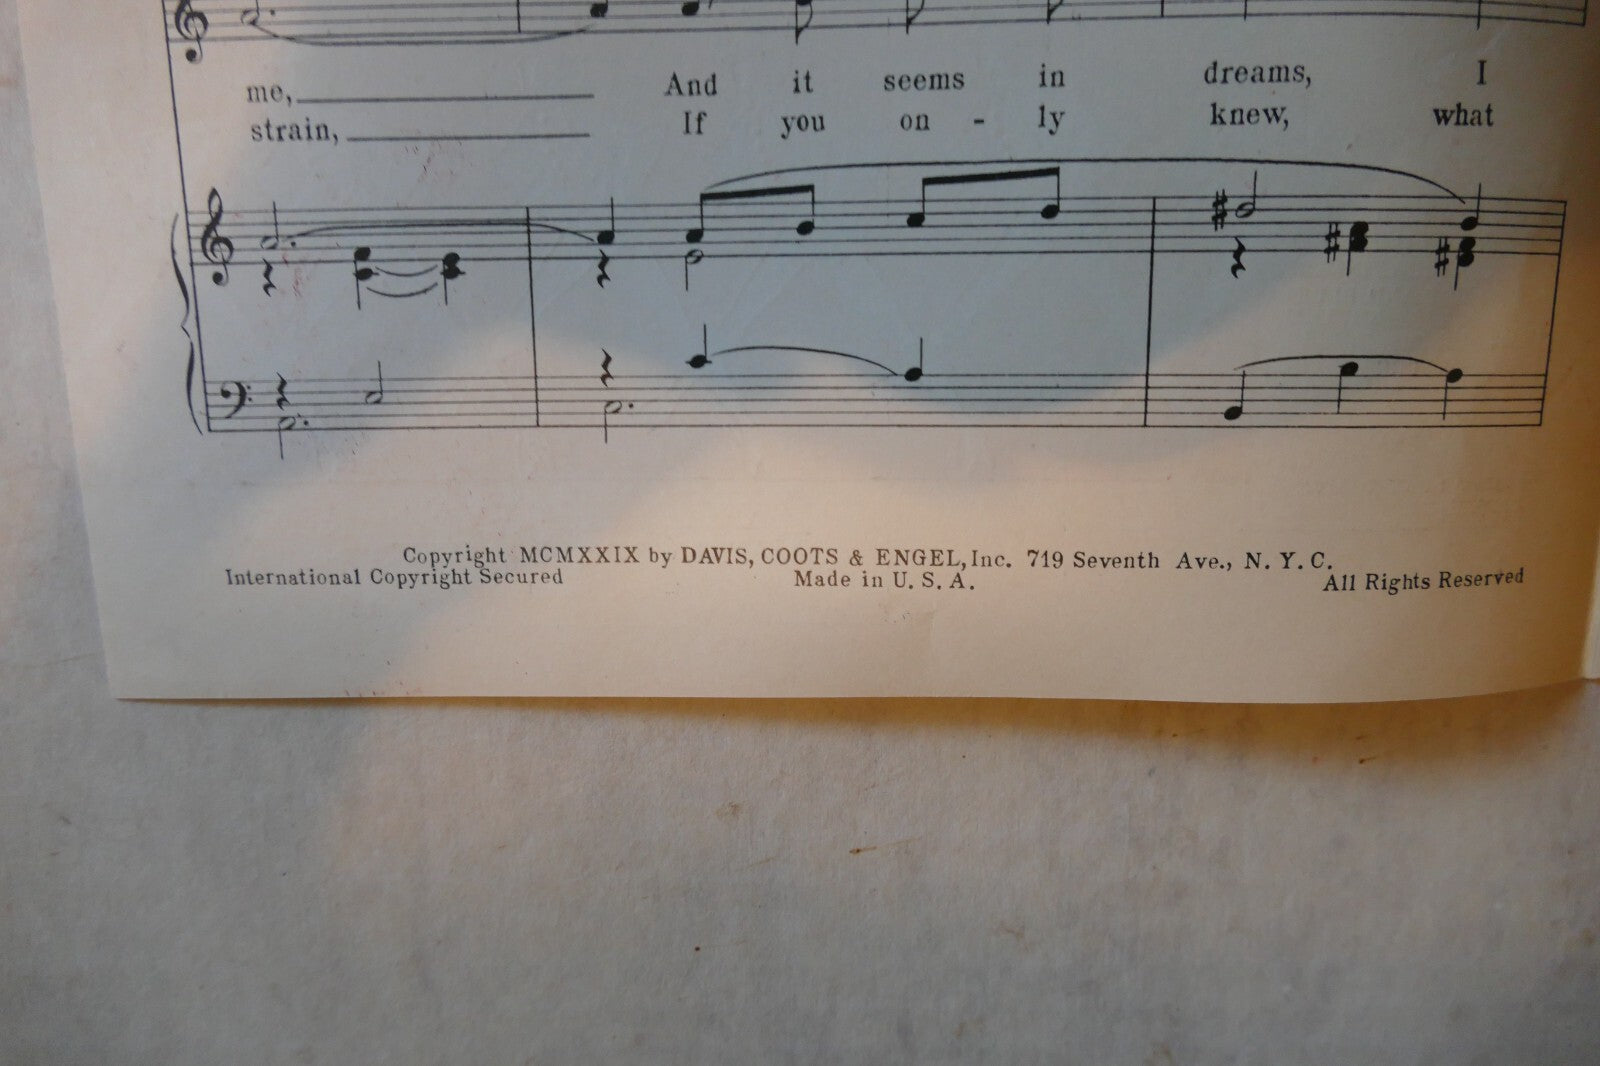 me, And it seems in dreams, I
strain, If you on - ly knew, what
Copyright MCMXXIX by DAVIS, COOTS & ENGEL, Inc. 719 Seventh Ave., N. Y. C.
International Copyright Secured Made in U. S. A. All Rights Reserved